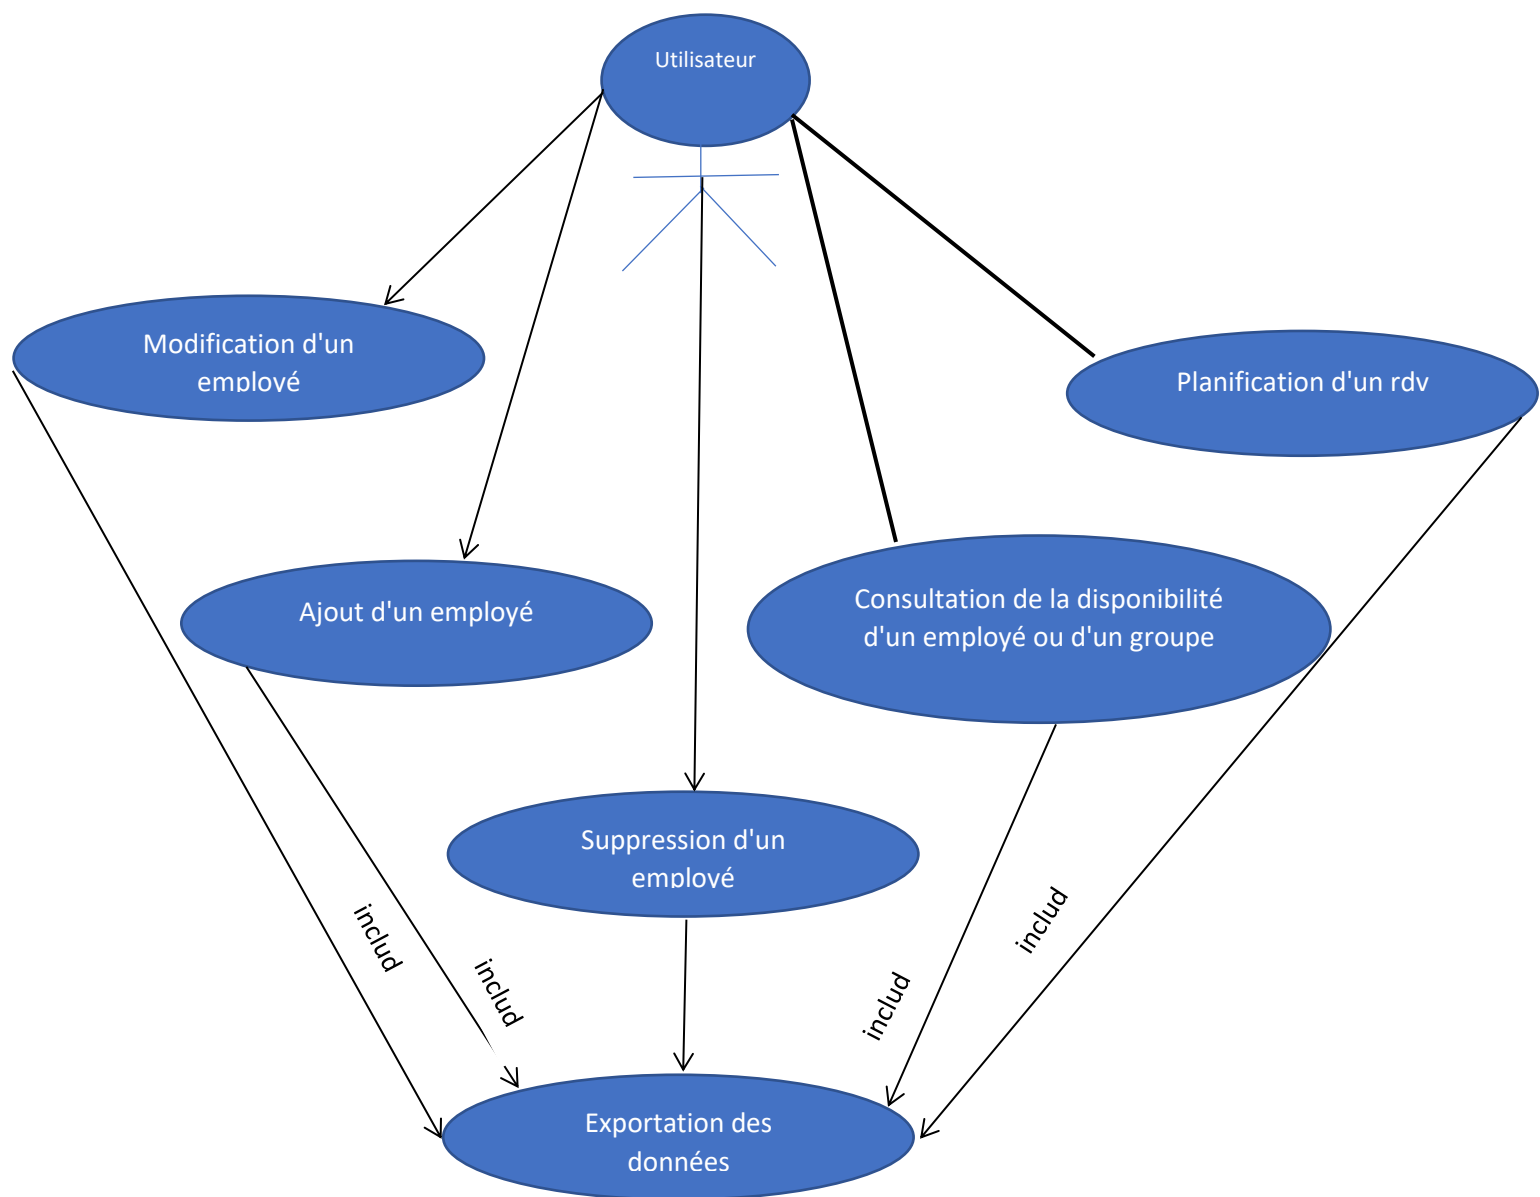 Utilisateur
Modification d'un
employé
Planification d'un rdv
Ajout d'un employé
Consultation de la disponibilité
d'un employé ou d'un groupe
Suppression d'un
employé
includ
includ
includ
includ
Exportation des
données